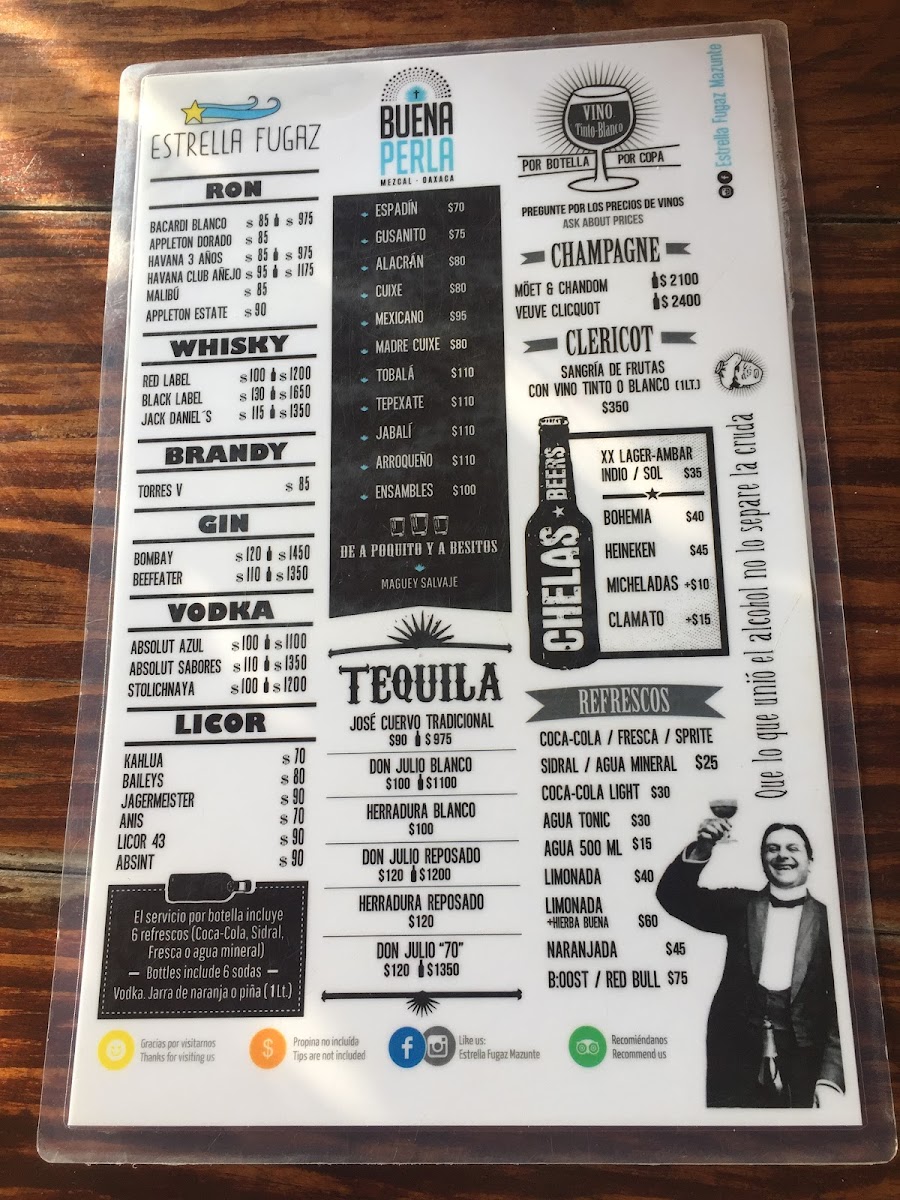 ESTRELLA FUGAZ
RON
BACARDI BLANCO $ 85 $ 975
APPLETON DORADO $ 85
HAVANA 3 AÑOS $ 85 $ 975
HAVANA CLUB AÑEJO $ 95 $ 1175
MALIBÚ $ 85
APPLETON ESTATE $ 90
WHISKY
RED LABEL $100 $1200
BLACK LABEL $ 130 $1650
JACK DANIEL´S $ 115 $1350
BRANDY
TORRES V $ 85
GIN
BOMBAY $120 $1450
BEEFEATER $110 $1350
VODKA
ABSOLUT AZUL $100 $1100
ABSOLUT SABORES $110 $1350
STOLICHNAYA $100 $1200
LICOR
KAHLUA $ 70
BAILEYS $ 80
JAGERMEISTER $ 90
ANIS $ 70
LICOR 43 $ 90
ABSINT $ 90
El servicio por botella incluye
6 refrescos (Coca-Cola, Sidral,
Fresca o agua mineral)
— Bottles include 6 sodas —
Vodka. Jarra de naranja o piña (1Lt.)
BUENA
PERLA
MEZCAL · OAXACA
ESPADÍN $70
GUSANITO $75
ALACRÁN $80
CUIXE $80
MEXICANO $95
MADRE CUIXE $80
TOBALÁ $110
TEPEXATE $110
JABALÍ $110
ARROQUEÑO $110
ENSAMBLES $100
DE A POQUITO Y A BESITOS
MAGUEY SALVAJE
TEQUILA
JOSÉ CUERVO TRADICIONAL
$90 $ 975
DON JULIO BLANCO
$100 $1100
HERRADURA BLANCO
$100
DON JULIO REPOSADO
$120 $1200
HERRADURA REPOSADO
$120
DON JULIO "70"
$120 $1350
VINO
Tinto-Blanco
POR BOTELLA POR COPA
PREGUNTE POR LOS PRECIOS DE VINOS
ASK ABOUT PRICES
CHAMPAGNE
MÖET & CHANDOM $ 2100
VEUVE CLICQUOT $ 2400
CLERICOT
SANGRÍA DE FRUTAS
CON VINO TINTO O BLANCO (1LT.)
$350
CHELAS ★ BEERS
XX LAGER-AMBAR
INDIO / SOL $35
BOHEMIA $40
HEINEKEN $45
MICHELADAS +$10
CLAMATO +$15
REFRESCOS
COCA-COLA / FRESCA / SPRITE
SIDRAL / AGUA MINERAL $25
COCA-COLA LIGHT $30
AGUA TONIC $30
AGUA 500 ML $15
LIMONADA $40
LIMONADA
+HIERBA BUENA $60
NARANJADA $45
B:OOST / RED BULL $75
Estrella Fugaz Mazunte
Que lo que unió el alcohol no lo separe la cruda
Gracias por visitarnos
Thanks for visiting us
$
Propina no incluída
Tips are not included
Like us:
Estrella Fugaz Mazunte
Recomiéndanos
Recommend us